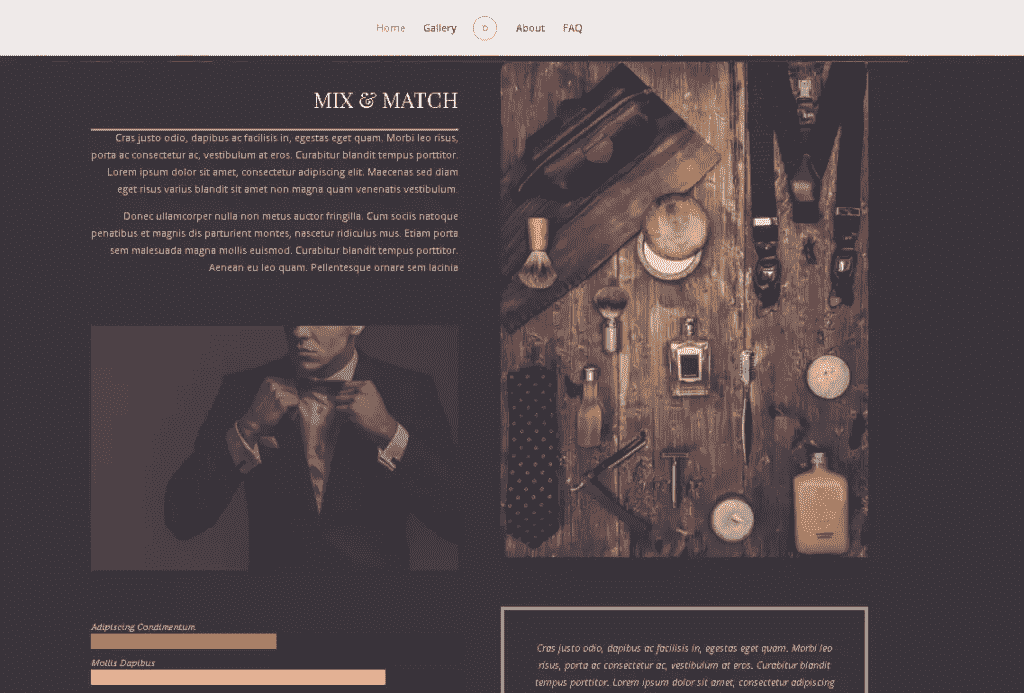 Home Gallery About FAQ
MIX & MATCH
Cras justo odio, dapibus ac facilisis in, egestas eget quam. Morbi leo risus,
porta ac consectetur ac, vestibulum at eros. Curabitur blandit tempus porttitor.
Lorem ipsum dolor sit amet, consectetur adipiscing elit. Maecenas sed diam
eget risus varius blandit sit amet non magna quam venenatis vestibulum.
Donec ullamcorper nulla non metus auctor fringilla. Cum sociis natoque
penatibus et magnis dis parturient montes, nascetur ridiculus mus. Etiam porta
sem malesuada magna mollis euismod. Curabitur blandit tempus porttitor.
Aenean eu leo quam. Pellentesque ornare sem lacinia
Adipiscing Condimentum
Mollis Dapibus
Cras justo odio, dapibus ac facilisis in, egestas eget quam. Morbi leo
risus, porta ac consectetur ac, vestibulum at eros. Curabitur blandit
tempus porttitor. Lorem ipsum dolor sit amet, consectetur adipiscing